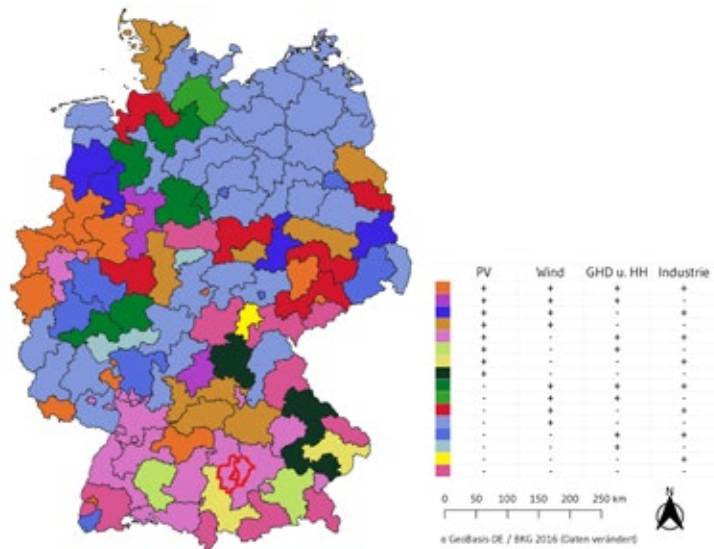 PV Wind GHD u. HH Industrie
+ + + +
+ + + -
+ + - +
+ + - -
+ - + +
+ - + -
+ - - +
+ - - -
- + + +
- + + -
- + - +
- + - -
- - + +
- - + -
- - - +
- - - -
0 50 100 150 200 250 km
N
© GeoBasis-DE / BKG 2016 (Daten verändert)